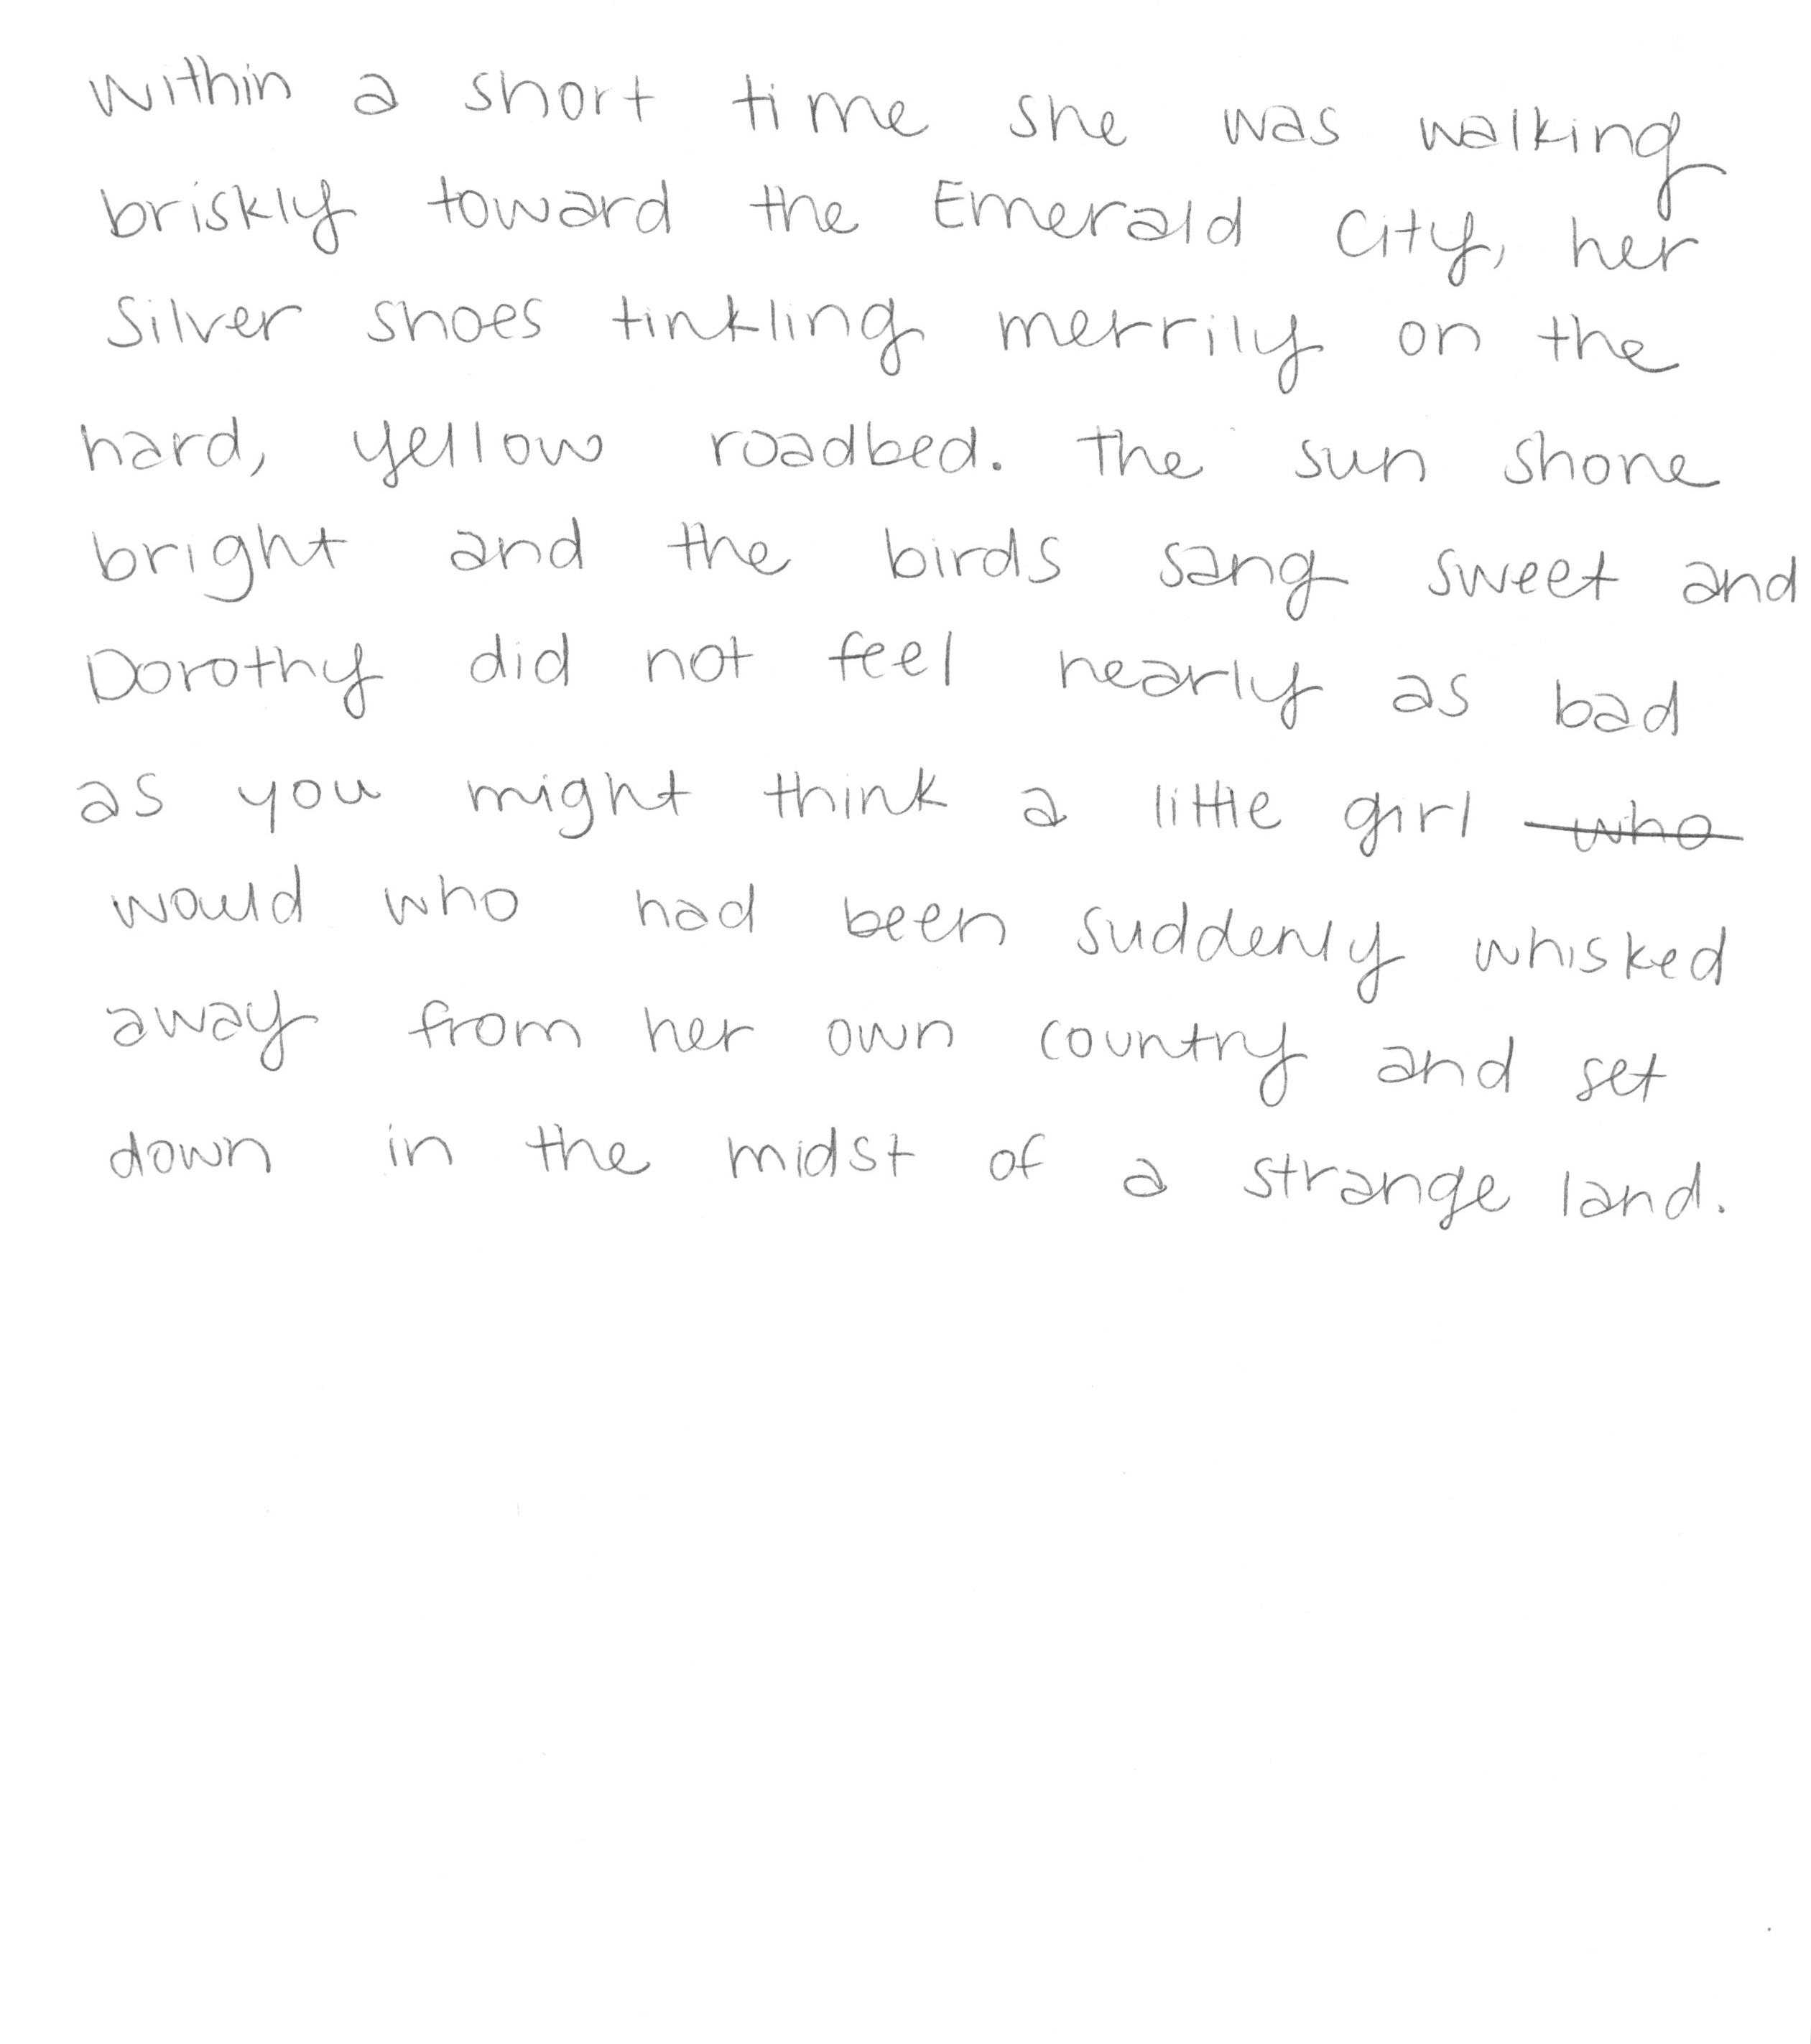 Within a short time she was walking
briskly toward the Emerald City, her
Silver shoes tinkling merrily on the
hard, yellow roadbed. The sun shone
bright and the birds sang sweet and
Dorothy did not feel nearly as bad
as you might think a little girl ~~who~~
would who had been suddenly whisked
away from her own country and set
down in the midst of a strange land.